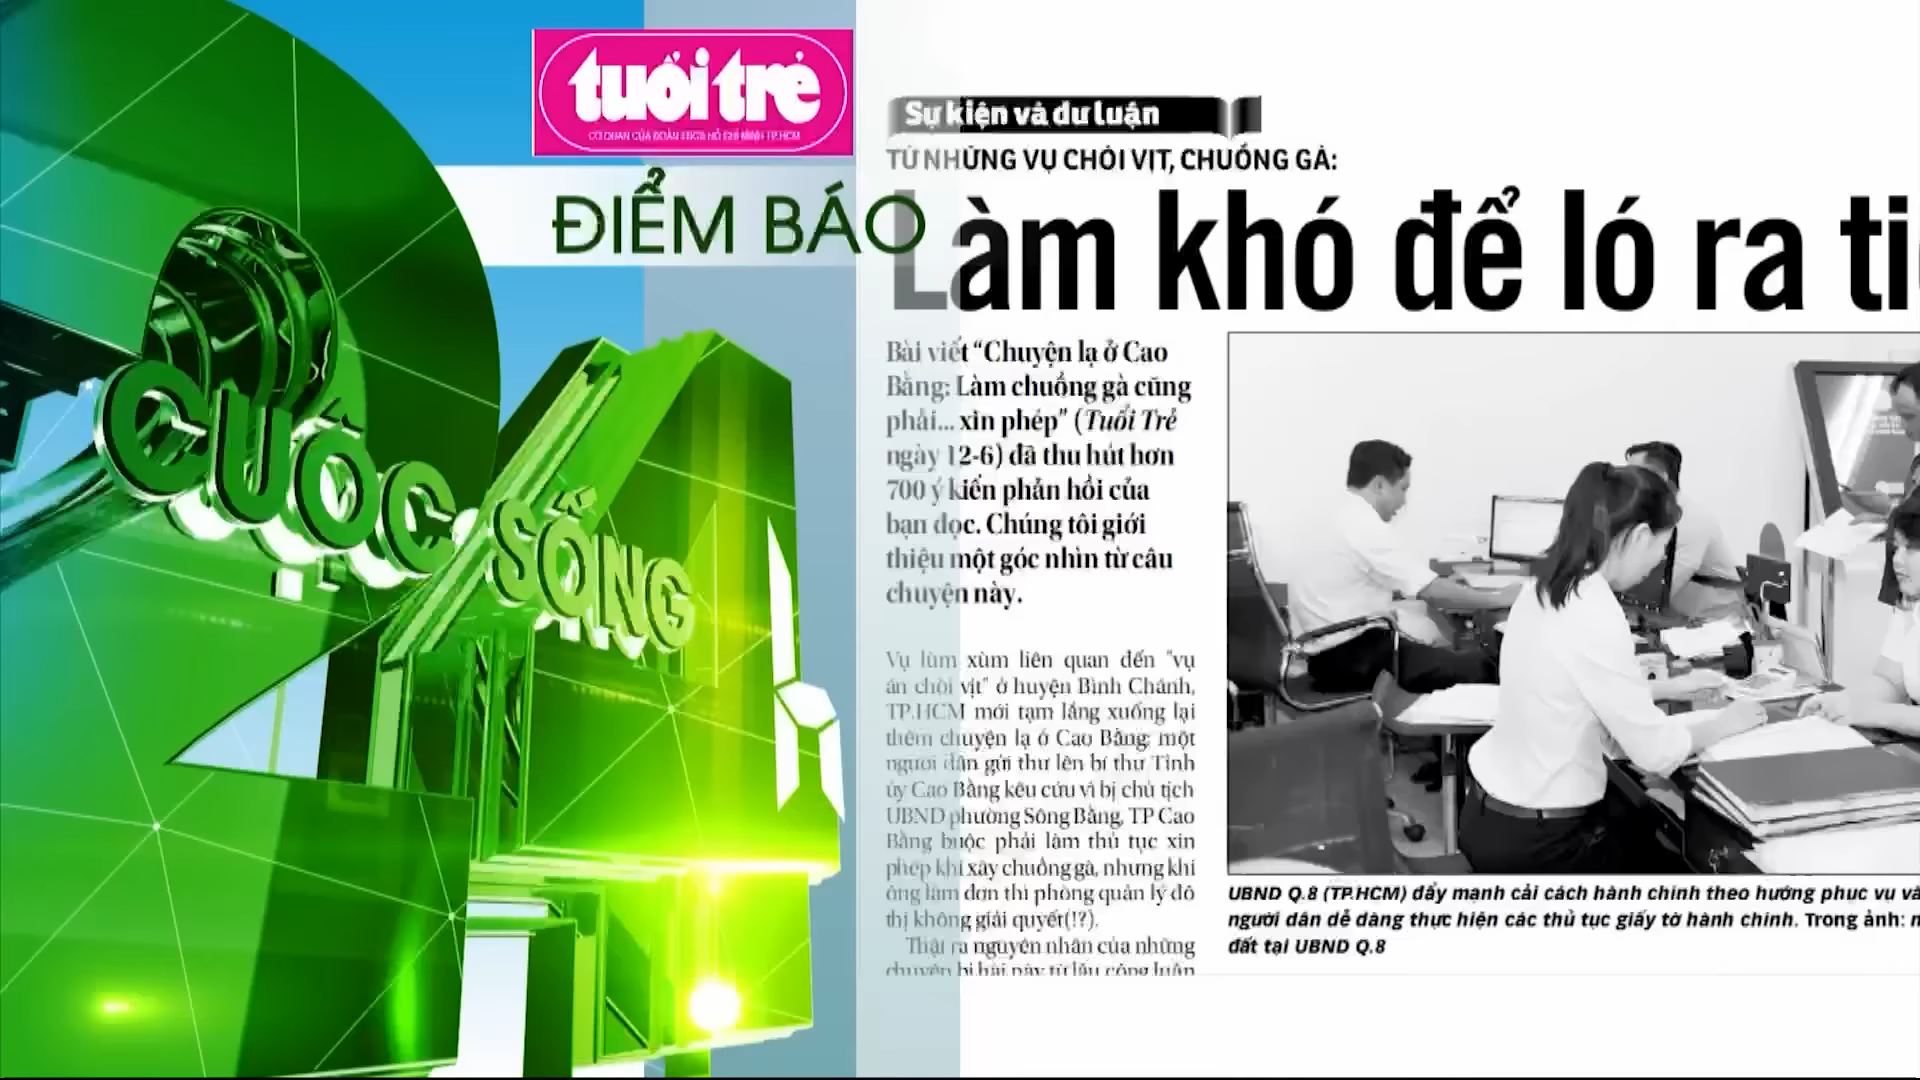 tuổi trẻ
CƠ QUAN CỦA ĐOÀN TNCS HỒ CHÍ MINH TP.HCM
ĐIỂM BÁO
24h
CUỘC SỐNG
Sự kiện và dư luận
TỪ NHỮNG VỤ CHÒI VỊT, CHUỒNG GÀ:
Làm khó để ló ra
Bài viết “Chuyện lạ ở Cao
Bằng: Làm chuồng gà cũng
phải... xin phép” (Tuổi Trẻ
ngày 12-6) đã thu hút hơn
700 ý kiến phản hồi của
bạn đọc. Chúng tôi giới
thiệu một góc nhìn từ câu
chuyện này.
Vụ lùm xùm liên quan đến “vụ
án chòi vịt” ở huyện Bình Chánh,
TP.HCM mới tạm lắng xuống lại
thêm chuyện lạ ở Cao Bằng: một
người dân gửi thư lên bí thư Tỉnh
ủy Cao Bằng kêu cứu vì bị chủ tịch
UBND phường Sông Bằng, TP Cao
Bằng buộc phải làm thủ tục xin
phép khi xây chuồng gà, nhưng khi
ông làm đơn thì phòng quản lý đô
thị không giải quyết(!?).
Thật ra nguyên nhân của những
chuyện bi hài này từ lâu công luận
UBND Q.8 (TP.HCM) đẩy mạnh cải cách hành chính theo hướng phục vụ
người dân dễ dàng thực hiện các thủ tục giấy tờ hành chính. Trong ảnh:
đất tại UBND Q.8